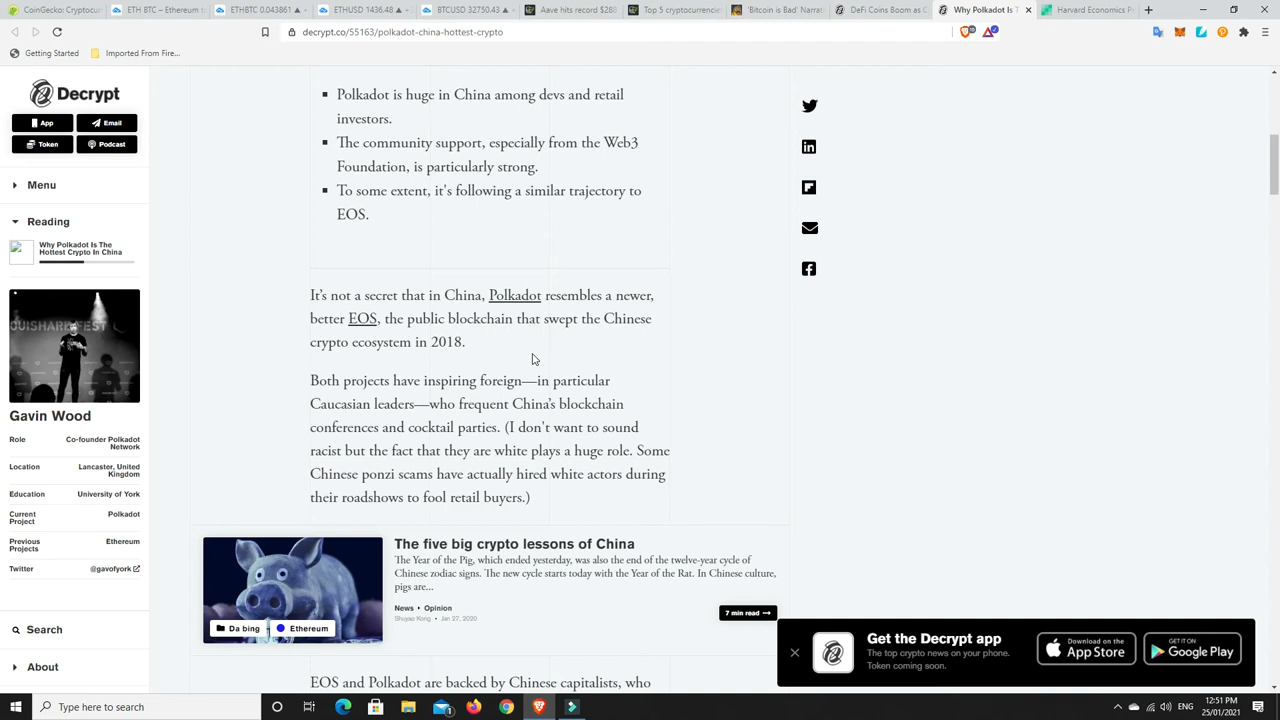 CoinGecko: Cryptocu
ETH BTC – Ethereum t
ETHBTC 0.043861 ▲
ETHUSD 1436.48 ▲ –
BTCUSD 32750.43 ▲
Aave hits record $288
Top 5 cryptocurrencie
'Bitcoin is Bad' Narra
DeFi Coins Boom as C
Why Polkadot Is T
Harvard Economics P
decrypt.co/55163/polkadot-china-hottest-crypto
Getting Started
Imported From Fire...
Decrypt
App
Email
Token
Podcast
Menu
Reading
Why Polkadot Is The
Hottest Crypto In China
Gavin Wood
Role
Co-founder Polkadot
Network
Location
Lancaster, United
Kingdom
Education
University of York
Current
Project
Polkadot
Previous
Projects
Ethereum
Twitter
@gavofyork
Search
About
Polkadot is huge in China among devs and retail
investors.
The community support, especially from the Web3
Foundation, is particularly strong.
To some extent, it's following a similar trajectory to
EOS.
It's not a secret that in China, Polkadot resembles a newer,
better EOS, the public blockchain that swept the Chinese
crypto ecosystem in 2018.
Both projects have inspiring foreign—in particular
Caucasian leaders—who frequent China's blockchain
conferences and cocktail parties. (I don't want to sound
racist but the fact that they are white plays a huge role. Some
Chinese ponzi scams have actually hired white actors during
their roadshows to fool retail buyers.)
The five big crypto lessons of China
The Year of the Pig, which ended yesterday, was also the end of the twelve-year cycle of
Chinese zodiac signs. The new cycle starts today with the Year of the Rat. In Chinese culture,
pigs are...
News • Opinion
Shuyao Kong • Jan 27, 2020
7 min read →
Da bing
Ethereum
EOS and Polkadot are backed by Chinese capitalists, who
Get the Decrypt app
The top crypto news on your phone.
Token coming soon.
Download on the
App Store
GET IT ON
Google Play
Type here to search
ENG
12:51 PM
25/01/2021